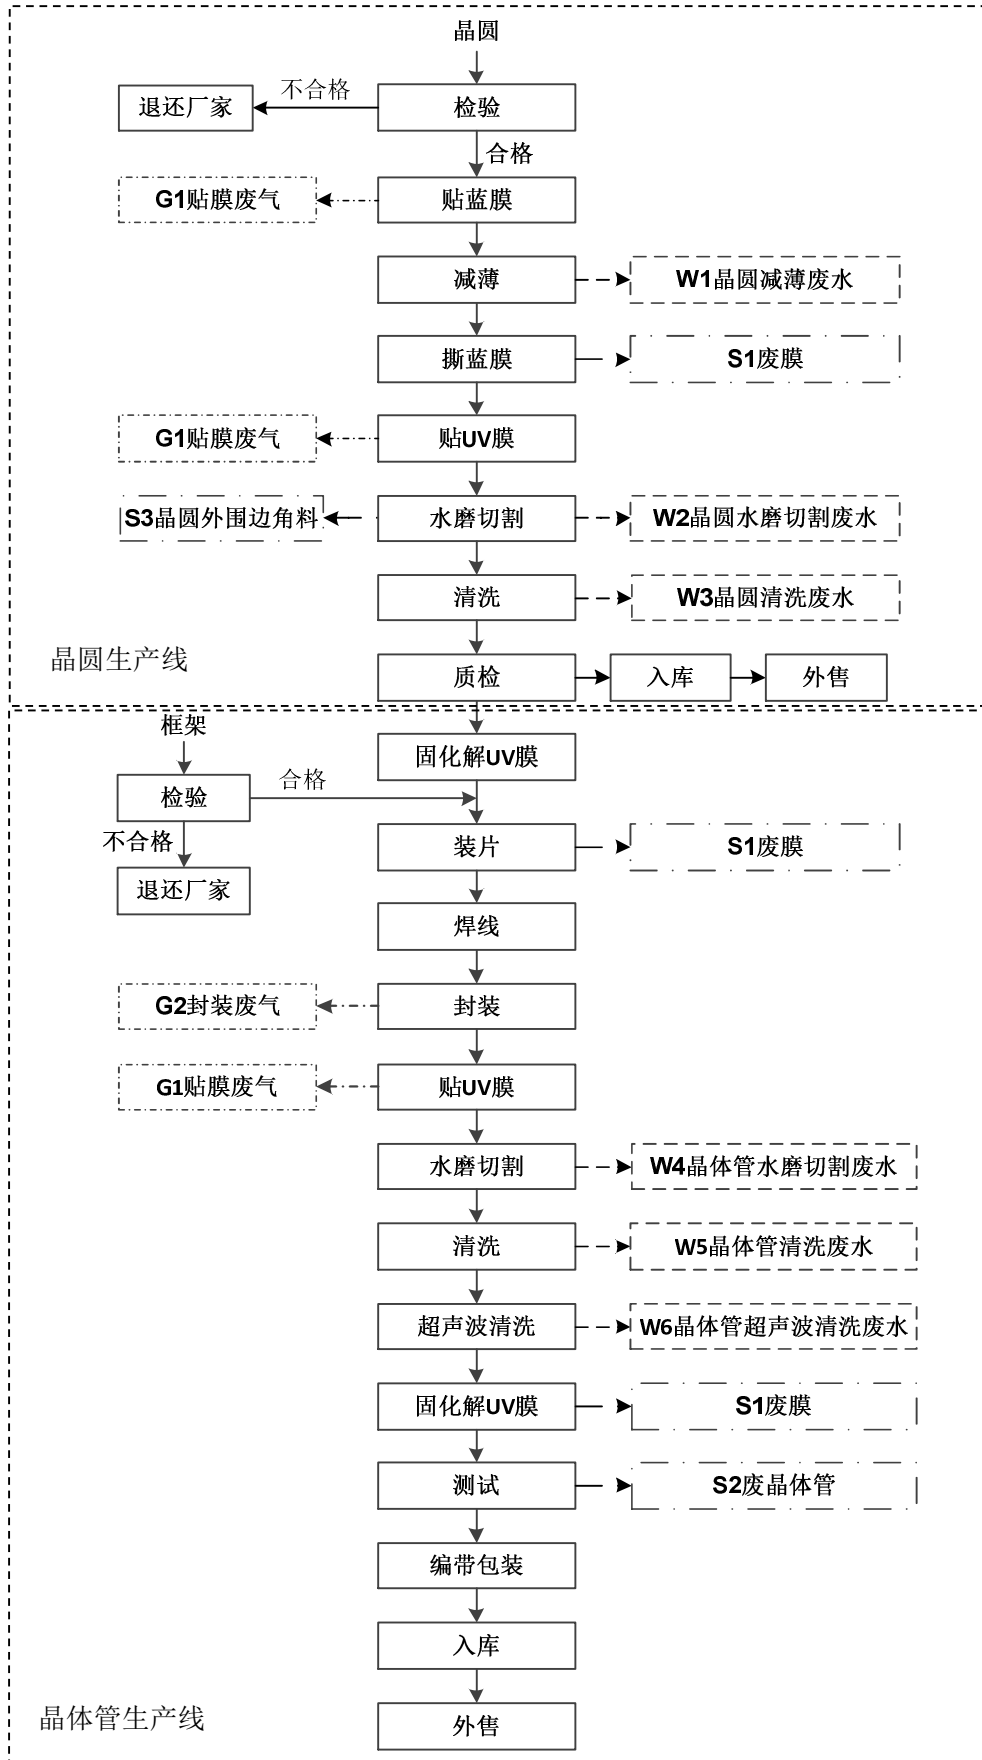 晶圆
不合格
退还厂家
检验
合格
G1贴膜废气
贴蓝膜
减薄
W1晶圆减薄废水
撕蓝膜
S1废膜
G1贴膜废气
贴UV膜
S3晶圆外围边角料
水磨切割
W2晶圆水磨切割废水
清洗
W3晶圆清洗废水
晶圆生产线
质检
入库
外售
框架
固化解UV膜
检验
合格
不合格
装片
S1废膜
退还厂家
焊线
G2封装废气
封装
G1贴膜废气
贴UV膜
水磨切割
W4晶体管水磨切割废水
清洗
W5晶体管清洗废水
超声波清洗
W6晶体管超声波清洗废水
固化解UV膜
S1废膜
测试
S2废晶体管
编带包装
入库
晶体管生产线
外售